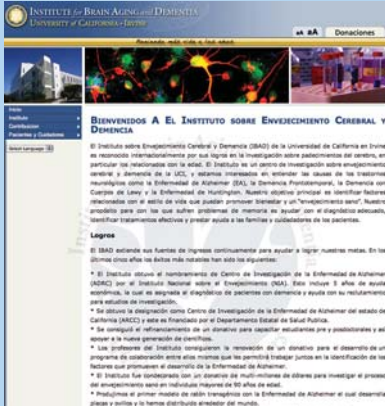 INSTITUTE for BRAIN AGING and DEMENTIA
UNIVERSITY of CALIFORNIA · IRVINE
aA aA
Donaciones
Poniendo más vida a los años
Inicio
Instituto
Contribucion
Pacientes y Cuidadores
Select Language
BIENVENIDOS A EL INSTITUTO SOBRE ENVEJECIMIENTO CEREBRAL Y
DEMENCIA
El Instituto sobre Envejecimiento Cerebral y Demencia (IBAD) de la Universidad de California en Irvine
es reconocido internacionalmente por sus logros en la investigación sobre padecimientos del cerebro, en
particular los relacionados con la edad. El Instituto es un centro de investigación sobre envejecimiento
cerebral y demencia de la UCI, y estamos interesados en entender las causas de los trastornos
neurológicos como la Enfermedad de Alzheimer (EA), la Demencia Frontotemporal, la Demencia con
Cuerpos de Lewy y la Enfermedad de Huntington. Nuestro objetivo principal es identificar factores
relacionados con el estilo de vida que puedan promover bienestar y un "envejecimiento sano". Nuestro
propósito para con los que sufren problemas de memoria es ayudar con el diagnóstico adecuado,
identificar tratamientos efectivos y prestar ayuda a las familias y cuidadores de los pacientes.
Logros
El IBAD extiende sus fuentes de ingresos continuamente para ayudar a lograr nuestras metas. En los
últimos cinco años los éxitos más notables han sido los siguientes:
* El Instituto obtuvo el nombramiento de Centro de Investigación de la Enfermedad de Alzheimer
(ADRC) por el Instituto Nacional sobre el Envejecimiento (NIA). Esto incluye 5 años de ayuda
económica, la cual es asignada al diagnóstico de pacientes con demencia y ayuda con su reclutamiento
para estudios de investigación.
* Se obtuvo la designación como Centro de Investigación de la Enfermedad de Alzheimer del estado de
California (ARCC) y este es financiado por el Departamento Estatal de Salud Publica.
* Se consiguió el refinanciamiento de un donativo para capacitar estudiantes pre y postdoctorales y así
apoyar a la nueva generación de científicos.
* Los profesores del Instituto consiguieron la renovación de un donativo para el desarrollo de un
programa de colaboración entre ellos mismos que les permitirá trabajar juntos en la identificación de los
factores que promueven el desarrollo de la Enfermedad de Alzheimer.
* El Instituto fue condecorado con un donativo de multi-millones de dólares para investigar el proceso
del envejecimiento sano en individuos mayores de 90 años de edad.
* Produjimos el primer modelo de ratón transgénico con la Enfermedad de Alzheimer el cual desarrolla
placas y ovillos y lo hemos distribuido alrededor del mundo.